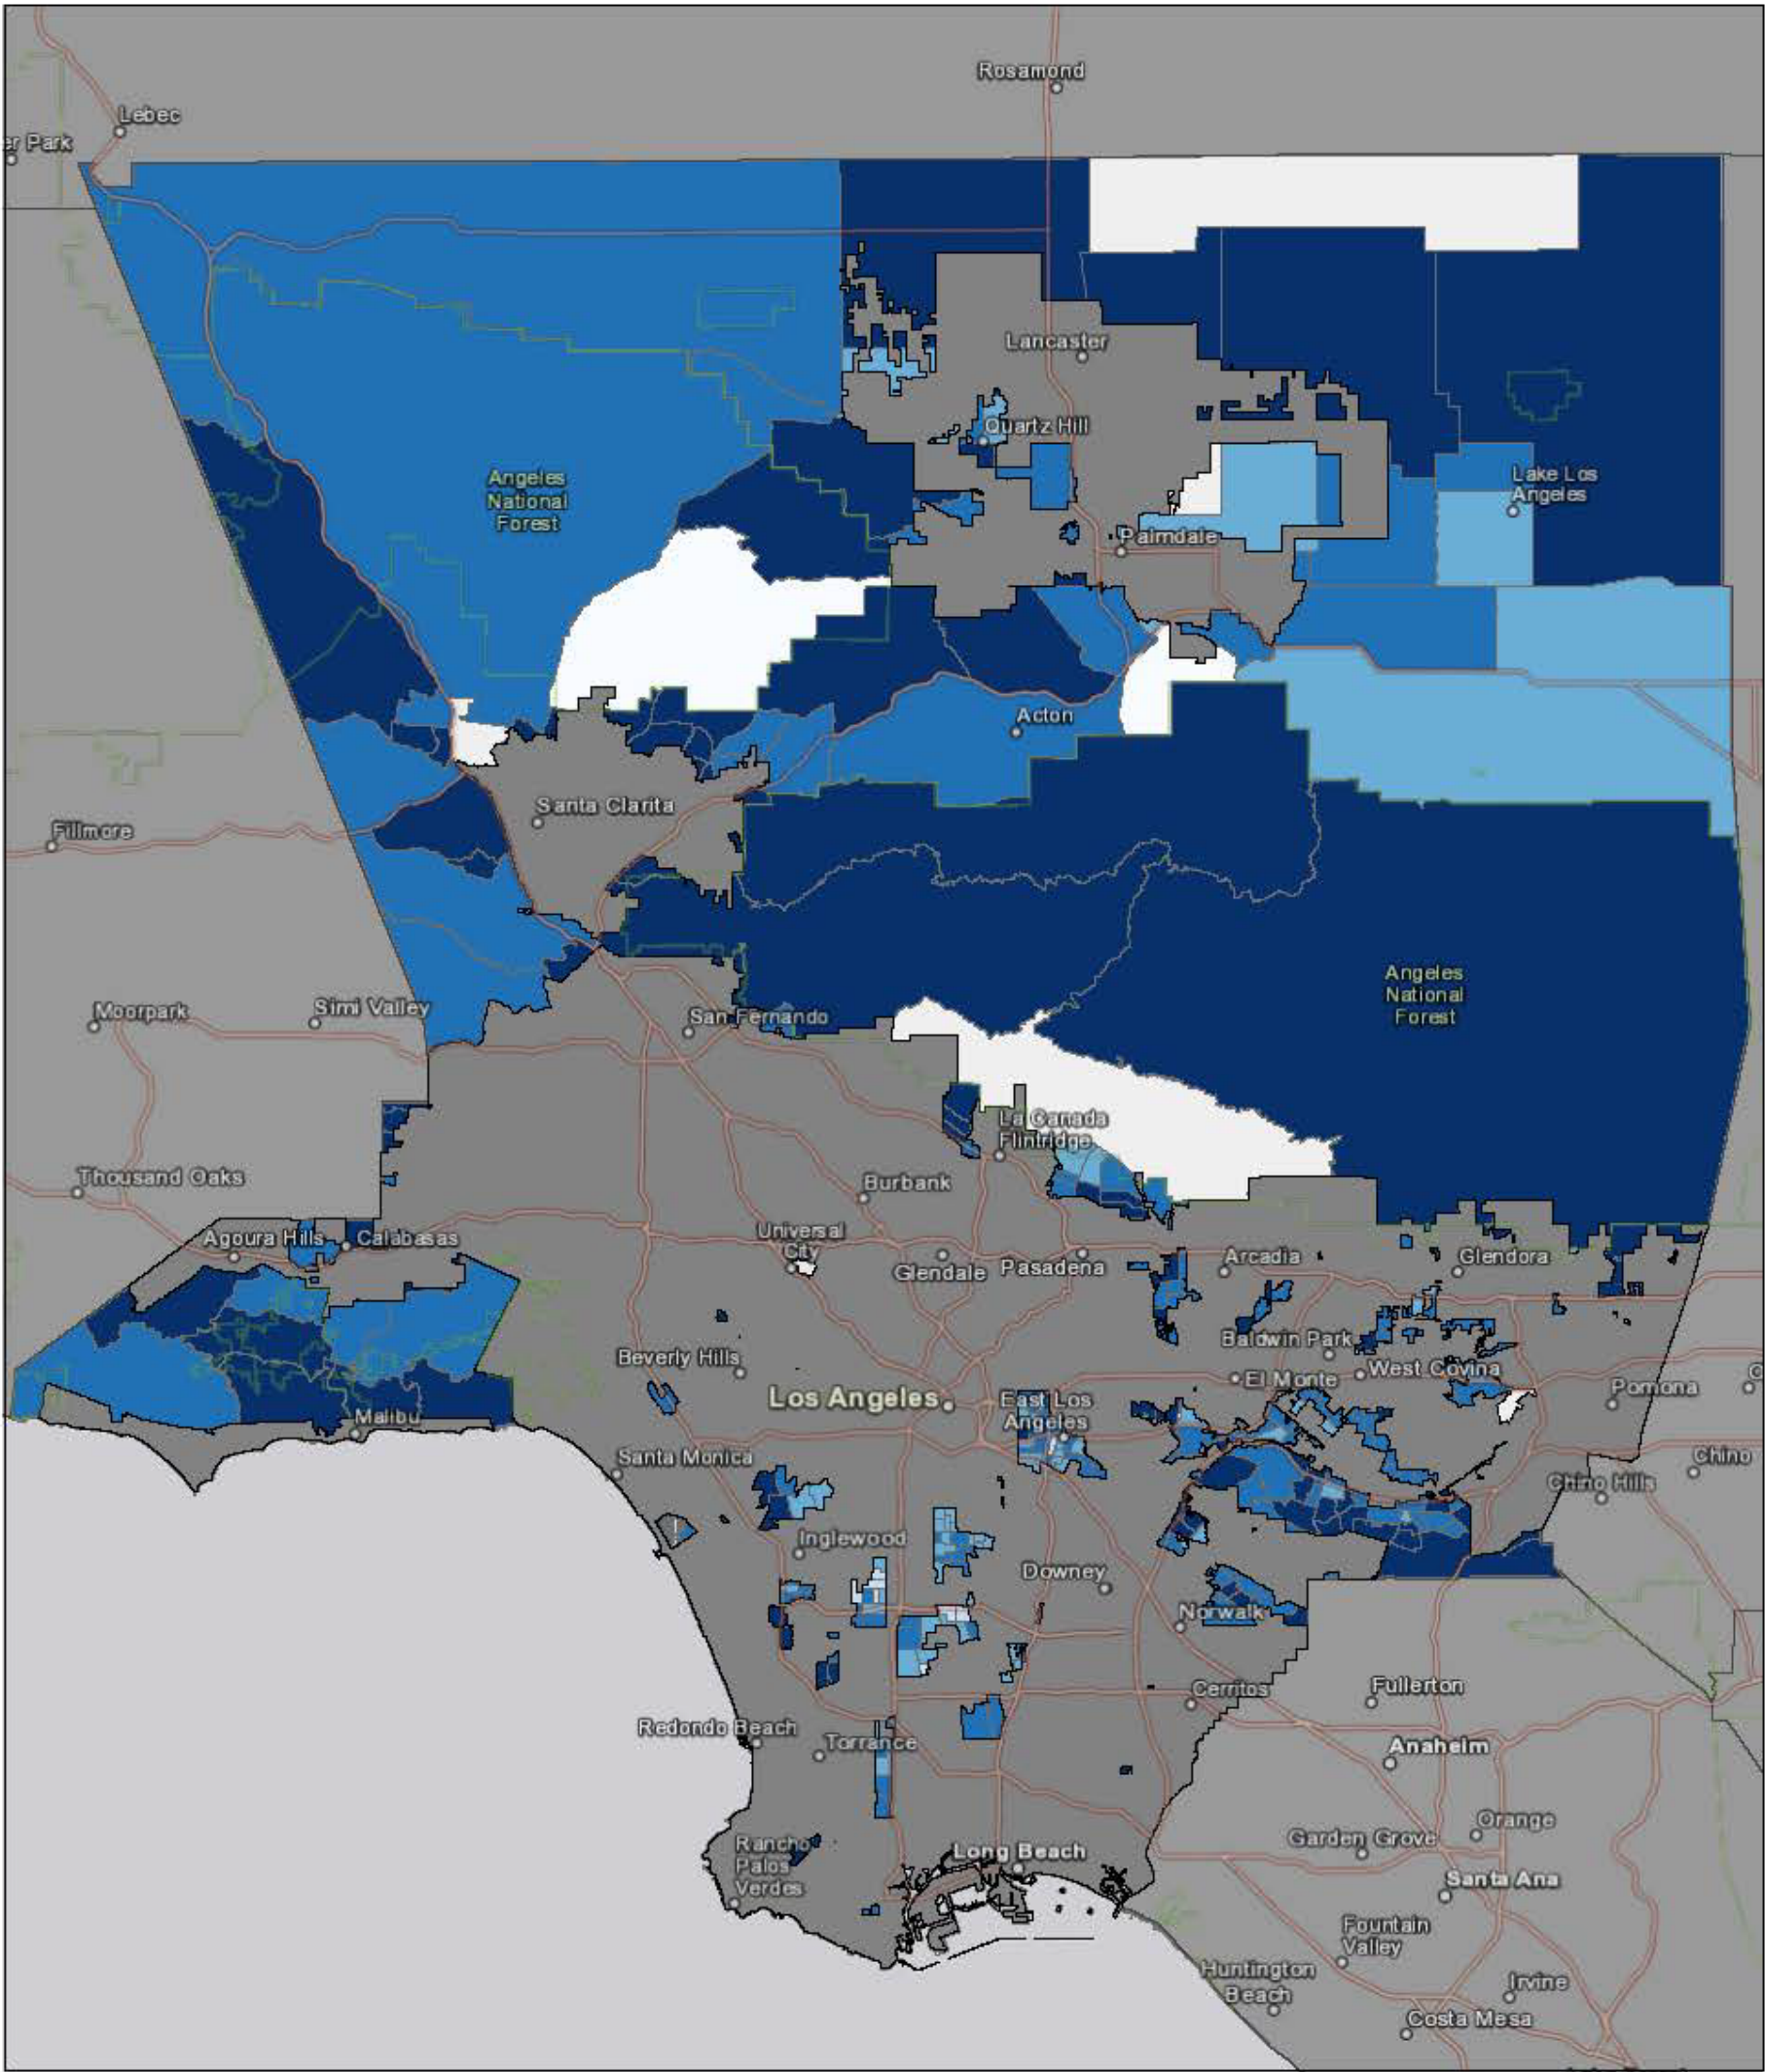 Rosamond
Lebec
er Park
Lancaster
Quartz Hill
Angeles
National
Forest
Lake Los
Angeles
Palmdale
Acton
Santa Clarita
Fillmore
Angeles
National
Forest
Moorpark
Simi Valley
San Fernando
La Canada
Flintridge
Thousand Oaks
Burbank
Universal
City
Agoura Hills
Calabasas
Glendale
Pasadena
Arcadia
Glendora
Baldwin Park
Beverly Hills
West Covina
El Monte
Pomona
O
Los Angeles
East Los
Angeles
Malibu
Santa Monica
Chino
Chino Hills
Inglewood
Downey
Norwalk
Cerritos
Fullerton
Redondo Beach
Torrance
Anaheim
Orange
Garden Grove
Rancho
Palos
Verdes
Long Beach
Santa Ana
Fountain
Valley
Huntington
Beach
Irvine
Costa Mesa